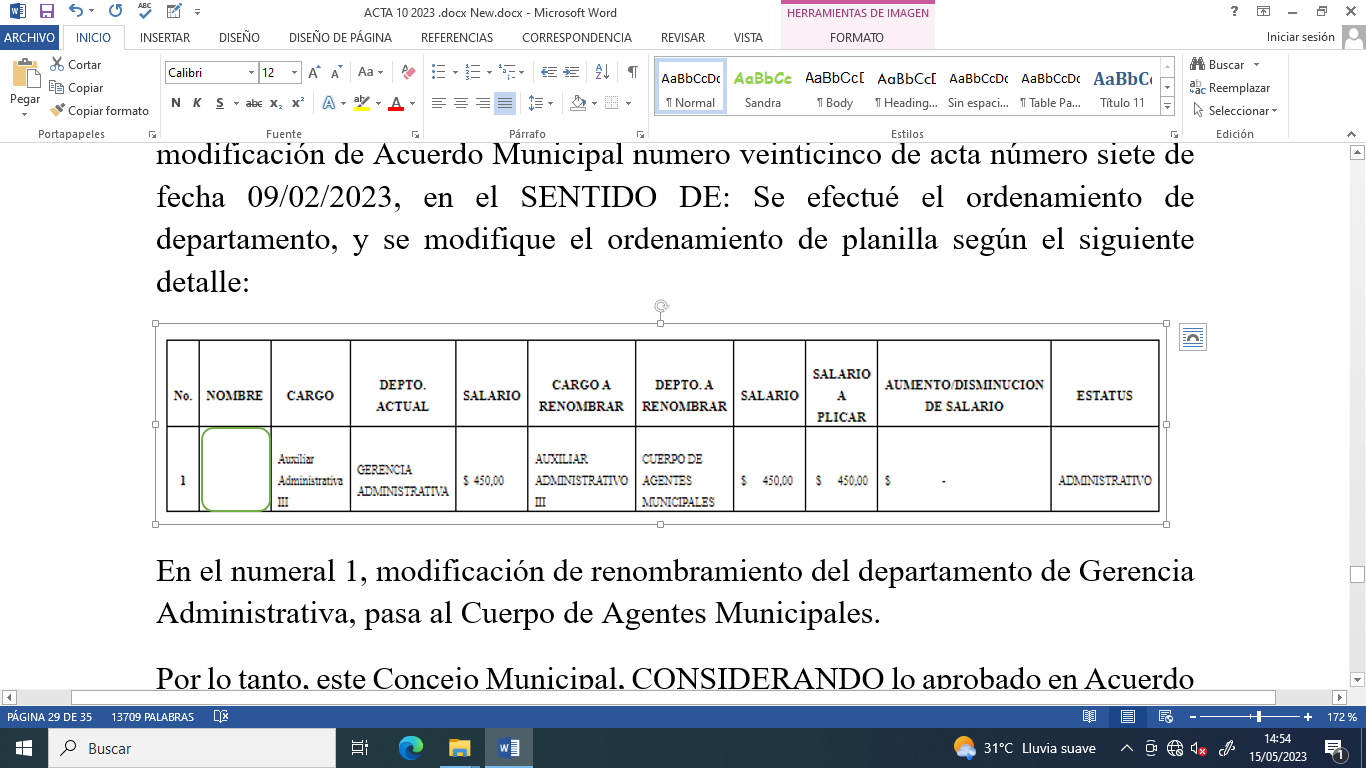 ACTA 10 2023 .docx New.docx - Microsoft Word
HERRAMIENTAS DE IMAGEN
ARCHIVO INICIO INSERTAR DISEÑO DISEÑO DE PÁGINA REFERENCIAS CORRESPONDENCIA REVISAR VISTA FORMATO Iniciar sesión
Pegar
Cortar
Copiar
Copiar formato
Portapapeles
Calibri 12
N K S abc x₂ x²
Fuente
Párrafo
AaBbCcDc AaBbCc AaBbCcD AaBbCcD AaBbCcDc AaBbCcDc AaBbC
¶ Normal Sandra ¶ Body ¶ Heading... Sin espaci... ¶ Table Pa... Título 11
Estilos
Buscar
Reemplazar
Seleccionar
Edición
modificación de Acuerdo Municipal numero veinticinco de acta número siete de
fecha 09/02/2023, en el SENTIDO DE: Se efectué el ordenamiento de
departamento, y se modifique el ordenamiento de planilla según el siguiente
detalle:
No. NOMBRE CARGO DEPTO. ACTUAL SALARIO CARGO A RENOMBRAR DEPTO. A RENOMBRAR SALARIO SALARIO A PLICAR AUMENTO/DISMINUCION DE SALARIO ESTATUS
1 Auxiliar Administrativa III GERENCIA ADMINISTRATIVA $ 450,00 AUXILIAR ADMINISTRATIVO III CUERPO DE AGENTES MUNICIPALES $ 450,00 $ 450,00 $ - ADMINISTRATIVO
En el numeral 1, modificación de renombramiento del departamento de Gerencia
Administrativa, pasa al Cuerpo de Agentes Municipales.
Por lo tanto, este Concejo Municipal, CONSIDERANDO lo aprobado en Acuerdo
PÁGINA 29 DE 35 13709 PALABRAS 172 %
Buscar
31°C Lluvia suave
14:54
15/05/2023
1